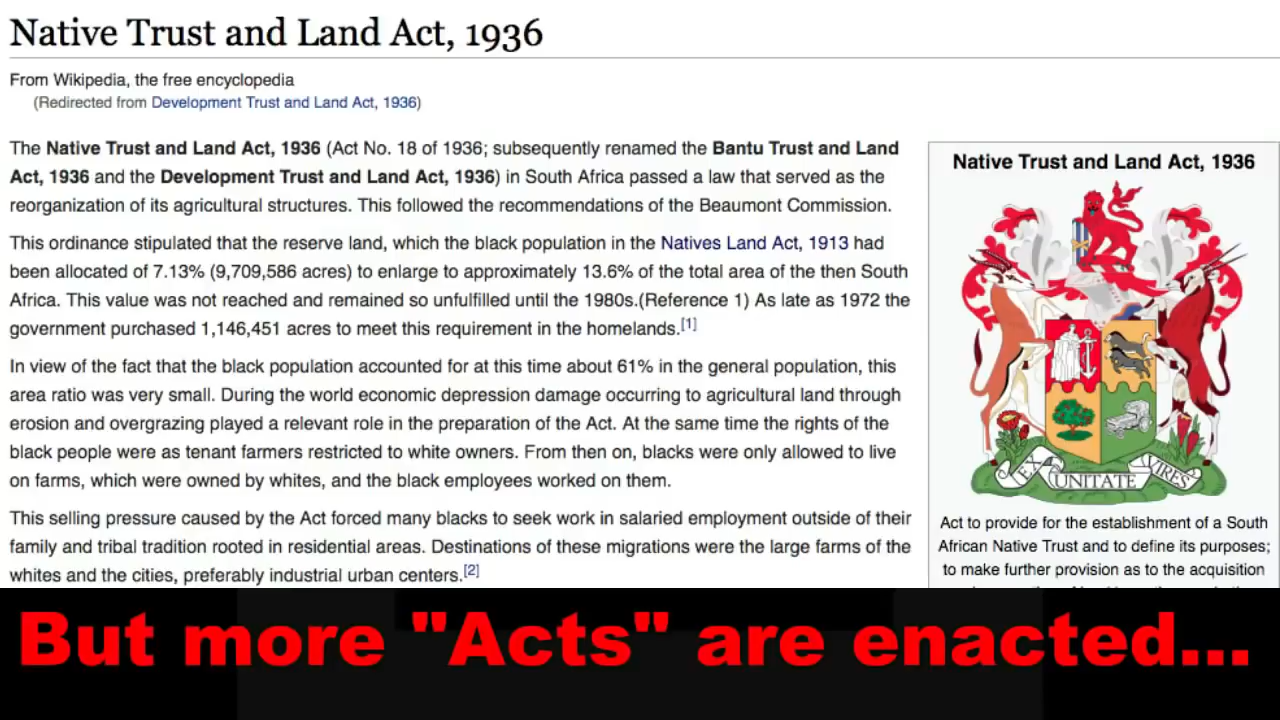 Native Trust and Land Act, 1936
From Wikipedia, the free encyclopedia
(Redirected from Development Trust and Land Act, 1936)
The Native Trust and Land Act, 1936 (Act No. 18 of 1936; subsequently renamed the Bantu Trust and Land
Act, 1936 and the Development Trust and Land Act, 1936) in South Africa passed a law that served as the
reorganization of its agricultural structures. This followed the recommendations of the Beaumont Commission.
This ordinance stipulated that the reserve land, which the black population in the Natives Land Act, 1913 had
been allocated of 7.13% (9,709,586 acres) to enlarge to approximately 13.6% of the total area of the then South
Africa. This value was not reached and remained so unfulfilled until the 1980s.(Reference 1) As late as 1972 the
government purchased 1,146,451 acres to meet this requirement in the homelands.[1]
In view of the fact that the black population accounted for at this time about 61% in the general population, this
area ratio was very small. During the world economic depression damage occurring to agricultural land through
erosion and overgrazing played a relevant role in the preparation of the Act. At the same time the rights of the
black people were as tenant farmers restricted to white owners. From then on, blacks were only allowed to live
on farms, which were owned by whites, and the black employees worked on them.
This selling pressure caused by the Act forced many blacks to seek work in salaried employment outside of their
family and tribal tradition rooted in residential areas. Destinations of these migrations were the large farms of the
whites and the cities, preferably industrial urban centers.[2]
Native Trust and Land Act, 1936
EX UNITATE VIRES
Act to provide for the establishment of a South
African Native Trust and to define its purposes;
to make further provision as to the acquisition
But more "Acts" are enacted...